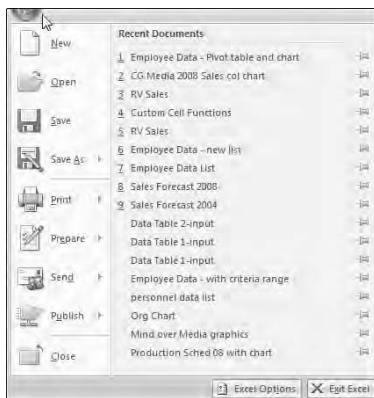 Recent Documents
New
1 Employee Data - Pivot table and chart
2 CG Media 2008 Sales col chart
Open
3 RV Sales
4 Custom Cell Functions
Save
5 RV Sales
6 Employee Data - new list
Save As
7 Employee Data List
8 Sales Forecast 2008
Print
9 Sales Forecast 2004
Data Table 2-input
Prepare
Data Table 1-input
Data Table 1-input
Send
Employee Data - with criteria range
personnel data list
Publish
Org Chart
Mind over Media graphics
Close
Production Sched 08 with chart
Excel Options
Exit Excel